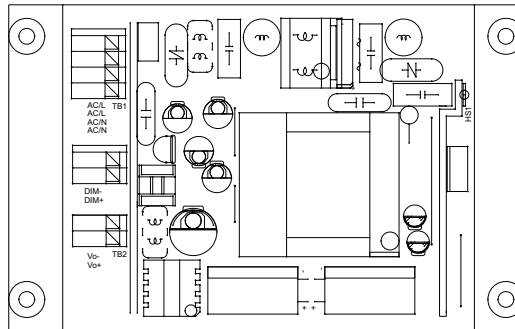 AC/L TB1
AC/L
AC/N
AC/N
HS1
DIM-
DIM+
Vo- TB2
Vo+
- -
+ +